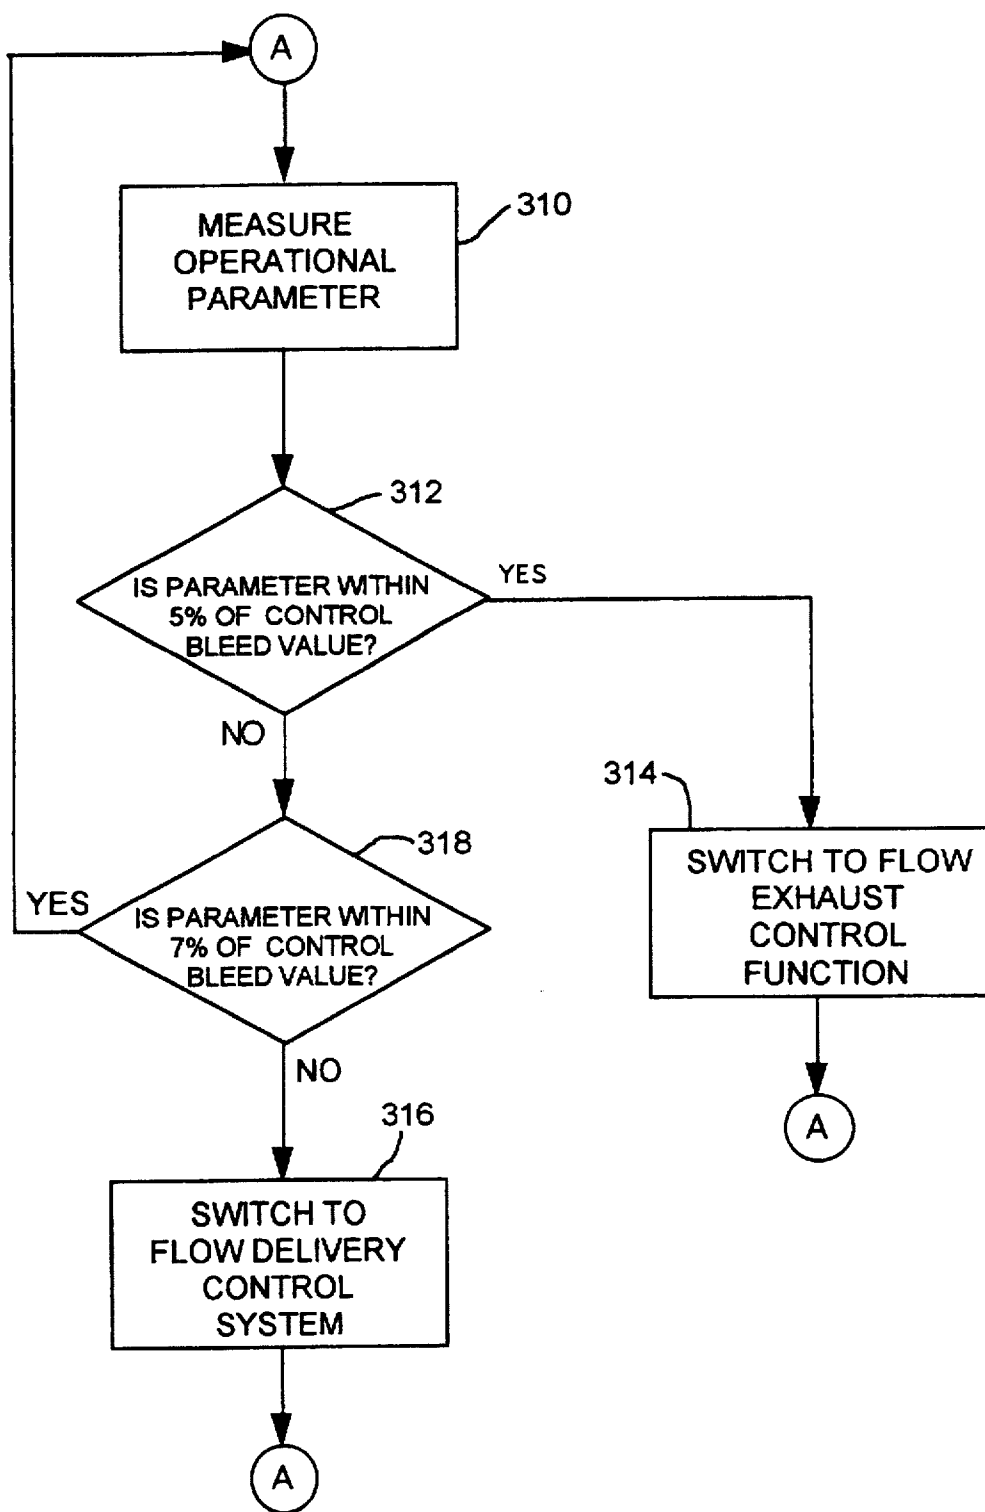 A
MEASURE
OPERATIONAL
PARAMETER
310
312
IS PARAMETER WITHIN
5% OF CONTROL
BLEED VALUE?
YES
NO
314
SWITCH TO FLOW
EXHAUST
CONTROL
FUNCTION
A
318
YES
IS PARAMETER WITHIN
7% OF CONTROL
BLEED VALUE?
NO
316
SWITCH TO
FLOW DELIVERY
CONTROL
SYSTEM
A